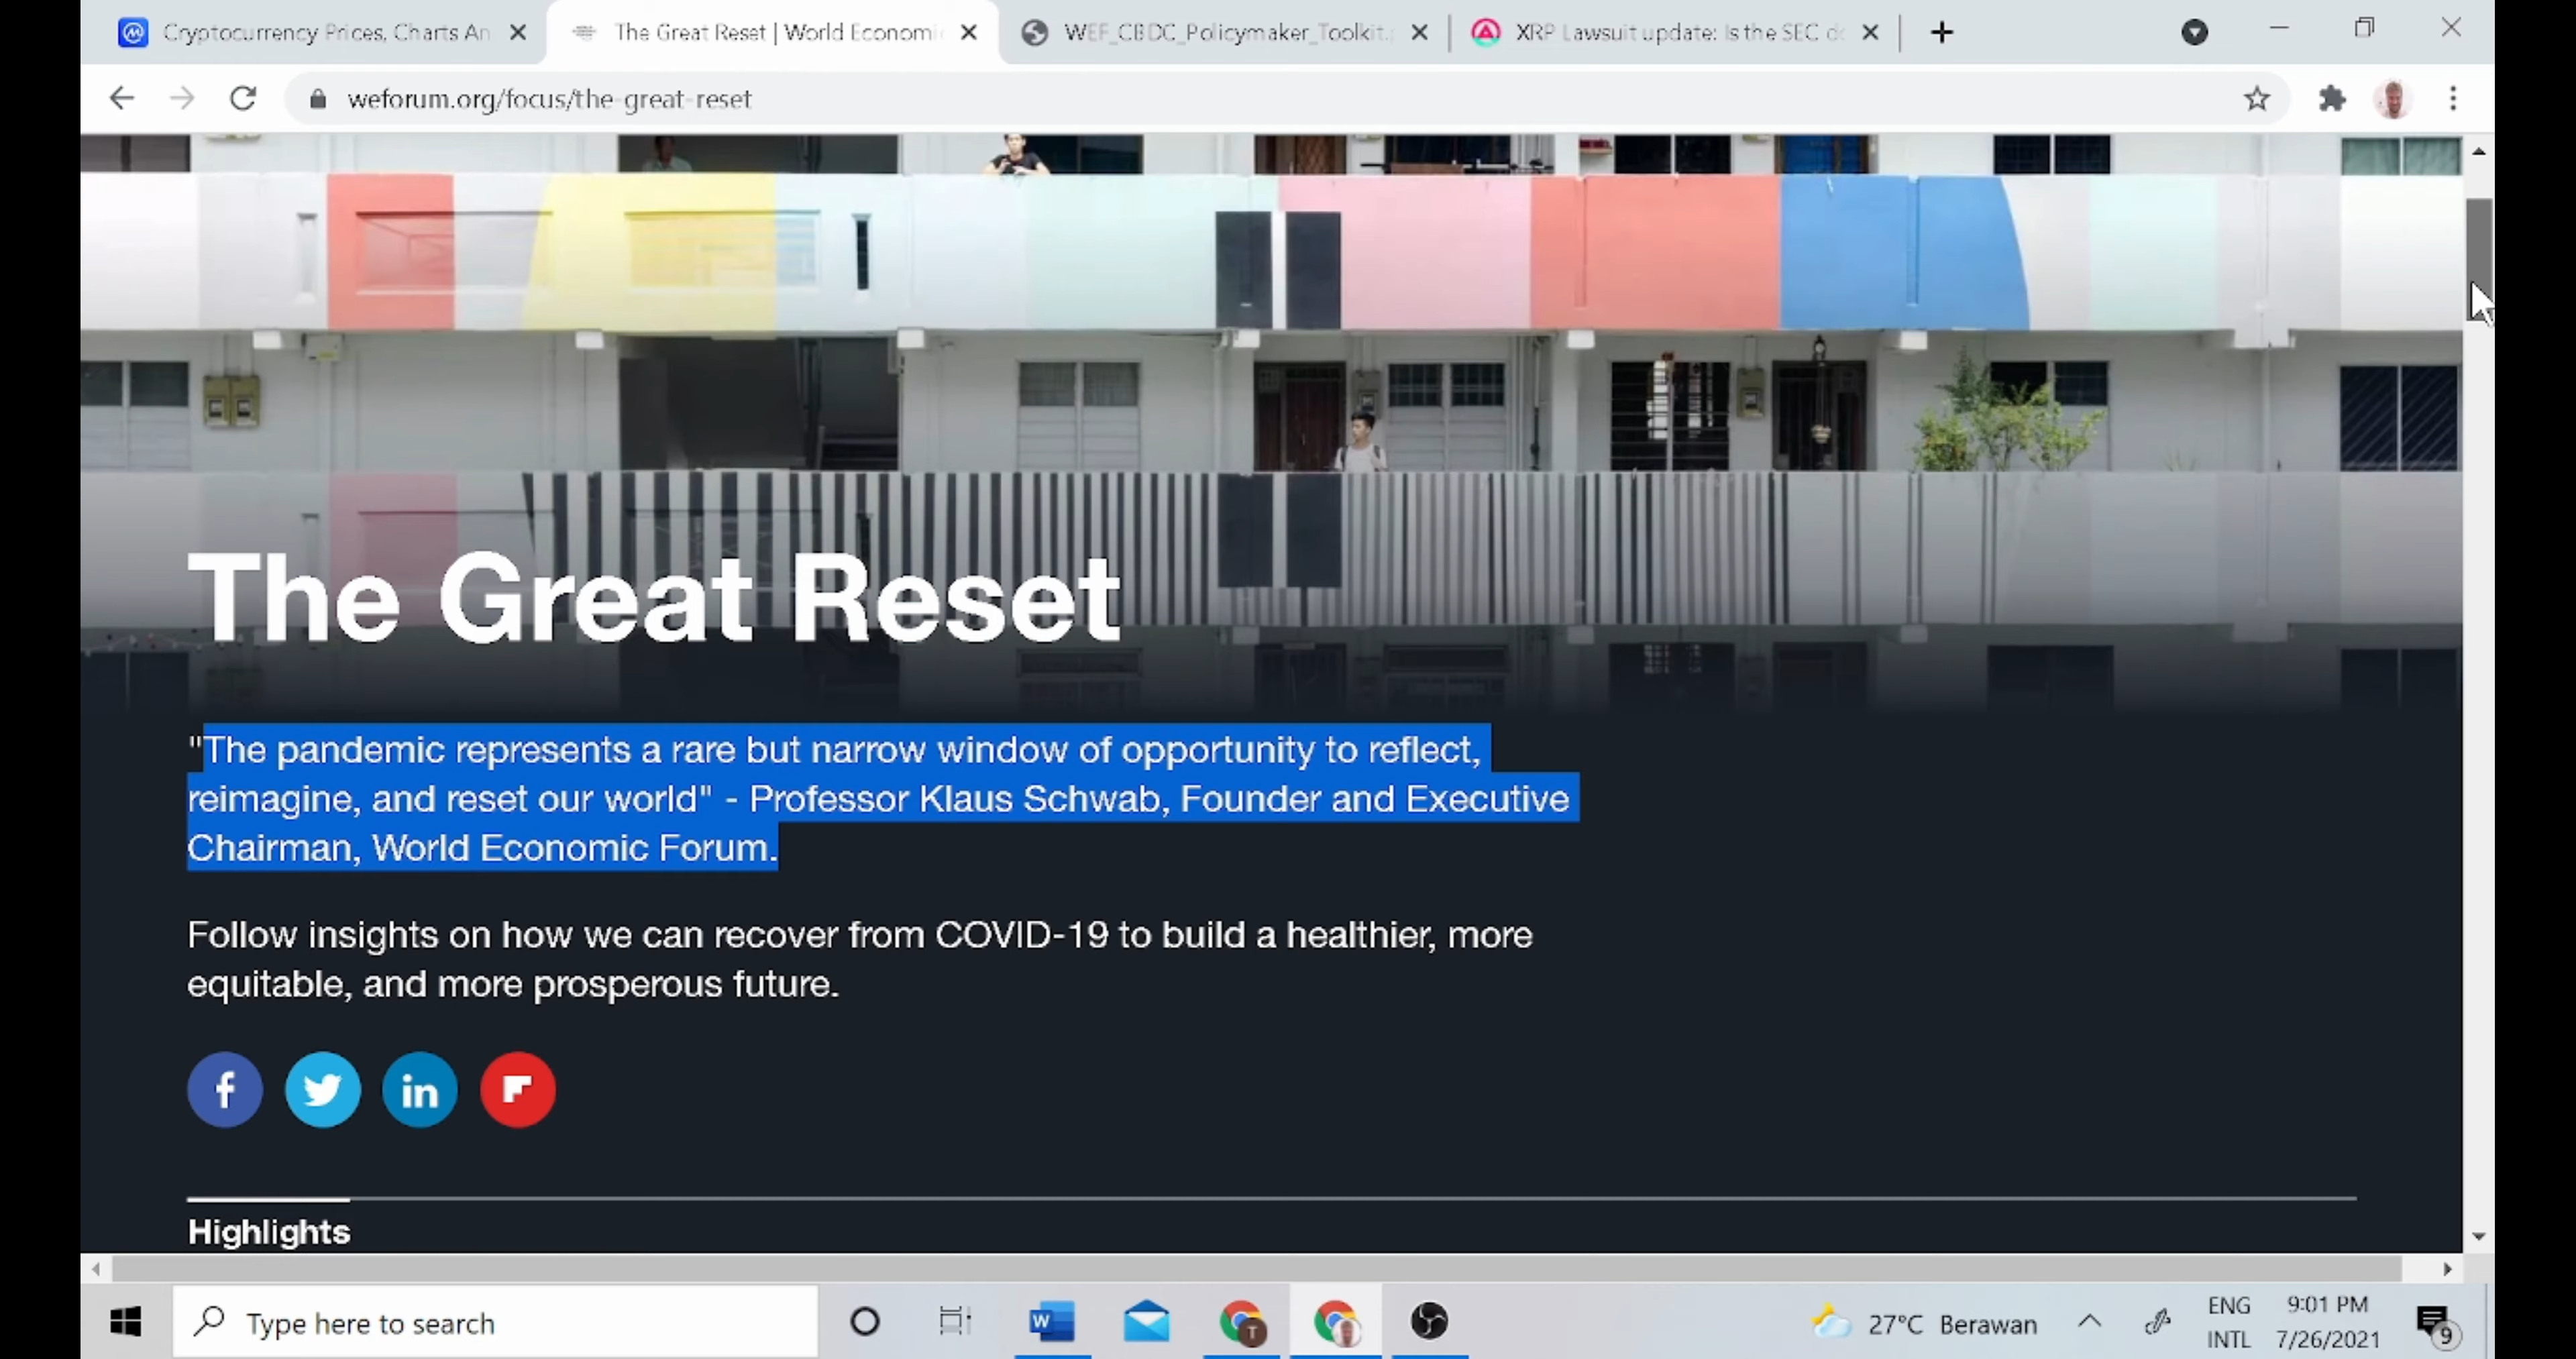 Cryptocurrency Prices, Charts An
The Great Reset | World Economi
WEF_CBDC_Policymaker_Toolkit.
XRP Lawsuit update: Is the SEC do
weforum.org/focus/the-great-reset
The Great Reset
"The pandemic represents a rare but narrow window of opportunity to reflect,
reimagine, and reset our world" - Professor Klaus Schwab, Founder and Executive
Chairman, World Economic Forum.
Follow insights on how we can recover from COVID-19 to build a healthier, more
equitable, and more prosperous future.
f
in
Highlights
Type here to search
W
T
27°C Berawan
ENG
INTL
9:01 PM
7/26/2021
9